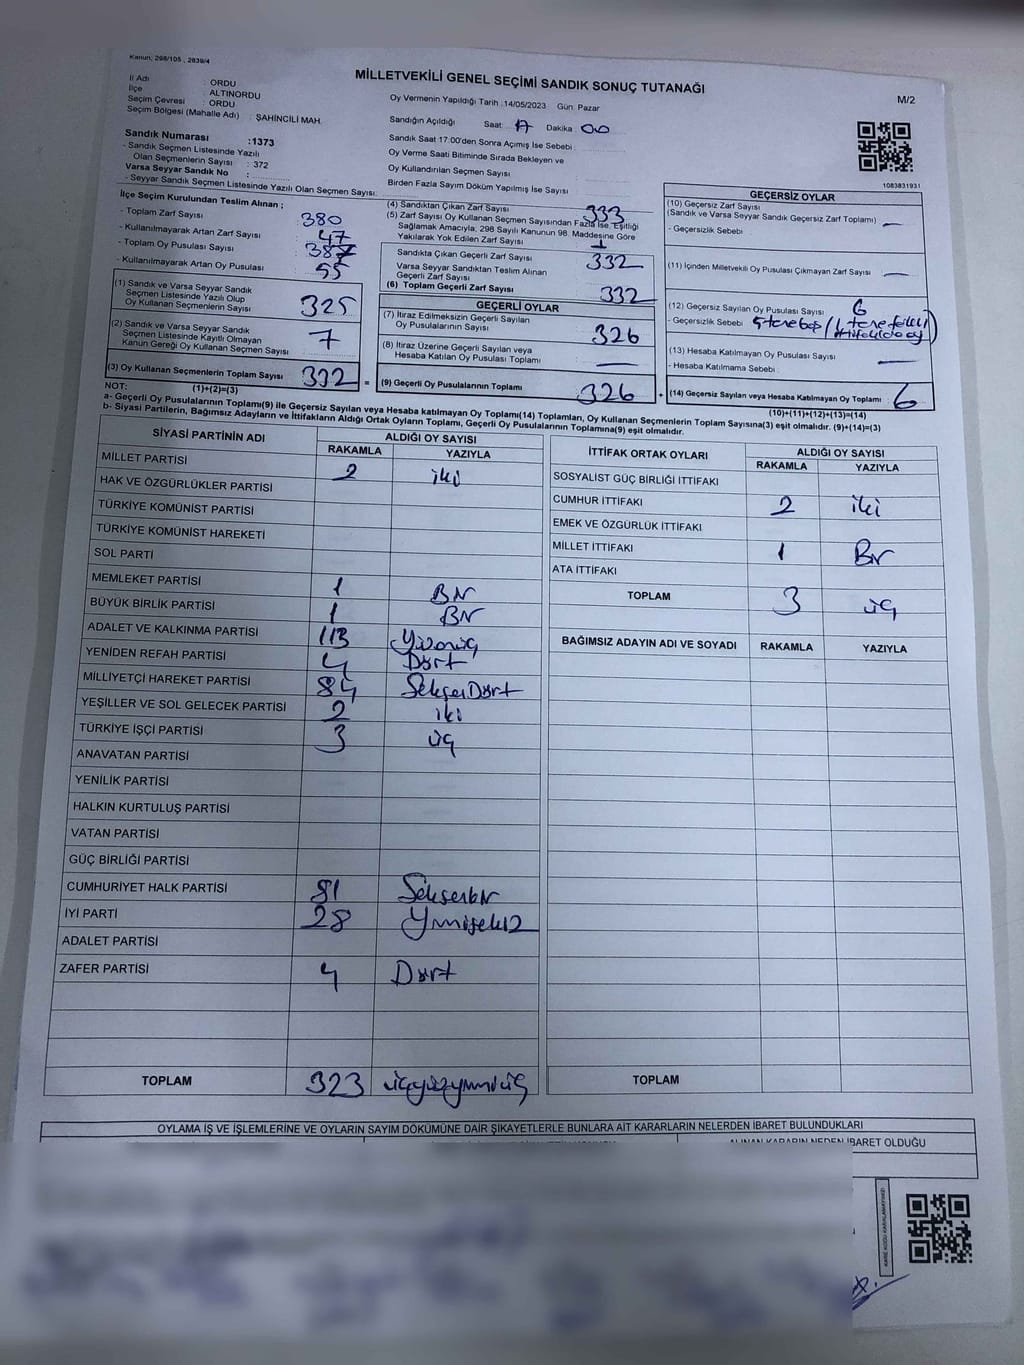 Kanun, 298/105 , 2839/4
MİLLETVEKİLİ GENEL SEÇİMİ SANDIK SONUÇ TUTANAĞI
M/2
İl Adı : ORDU
İlçe : ALTINORDU
Seçim Çevresi : ORDU
Seçim Bölgesi (Mahalle Adı) : ŞAHİNCİLİ MAH.
Sandık Numarası :1373
- Sandık Seçmen Listesinde Yazılı
Olan Seçmenlerin Sayısı : 372
Varsa Seyyar Sandık No :
- Seyyar Sandık Seçmen Listesinde Yazılı Olan Seçmen Sayısı:
Oy Vermenin Yapıldığı Tarih :14/05/2023 Gün: Pazar
Sandığın Açıldığı Saat: 17 Dakika: 00
Sandık Saat 17:00'den Sonra Açımış İse Sebebi:
Oy Verme Saati Bitiminde Sırada Bekleyen ve
Oy Kullandırılan Seçmen Sayısı
Birden Fazla Sayım Döküm Yapılmış İse Sayısı
1083831931
İlçe Seçim Kurulundan Teslim Alınan ;
- Toplam Zarf Sayısı : 380
- Kullanılmayarak Artan Zarf Sayısı : 47
- Toplam Oy Pusulası Sayısı : 387
- Kullanılmayarak Artan Oy Pusulası : 55
(1) Sandık ve Varsa Seyyar Sandık
Seçmen Listesinde Yazılı Olup
Oy Kullanan Seçmenlerin Sayısı : 325
(2) Sandık ve Varsa Seyyar Sandık
Seçmen Listesinde Kayıtlı Olmayan
Kanun Gereği Oy Kullanan Seçmen Sayısı : 7
(3) Oy Kullanan Seçmenlerin Toplam Sayısı : 332
(1)+(2)=(3)
(4) Sandıktan Çıkan Zarf Sayısı : 333
(5) Zarf Sayısı Oy Kullanan Seçmen Sayısından Fazla İse, Eşitliği
Sağlamak Amacıyla, 298 Sayılı Kanunun 98. Maddesine Göre
Yakılarak Yok Edilen Zarf Sayısı : 1
Sandıkta Çıkan Geçerli Zarf Sayısı : 332
Varsa Seyyar Sandıktan Teslim Alınan
Geçerli Zarf Sayısı
(6) Toplam Geçerli Zarf Sayısı : 332
GEÇERLİ OYLAR
(7) İtiraz Edilmeksizin Geçerli Sayılan
Oy Pusulalarının Sayısı : 326
(8) İtiraz Üzerine Geçerli Sayılan veya
Hesaba Katılan Oy Pusulası Toplamı : —
= (9) Geçerli Oy Pusulalarının Toplamı : 326
GEÇERSİZ OYLAR
(10) Geçersiz Zarf Sayısı
(Sandık ve Varsa Seyyar Sandık Geçersiz Zarf Toplamı) : —
- Geçersizlik Sebebi
(11) İçinden Milletvekili Oy Pusulası Çıkmayan Zarf Sayısı : —
(12) Geçersiz Sayılan Oy Pusulası Sayısı : 6
- Geçersizlik Sebebi : 5 tane boş / 1 tane
(13) Hesaba Katılmayan Oy Pusulası Sayısı : —
- Hesaba Katılmama Sebebi :
+ (14) Geçersiz Sayılan veya Hesaba Katılmayan Oy Toplamı : 6
(10)+(11)+(12)+(13)=(14)
NOT:
a- Geçerli Oy Pusulaları Toplamı(9) ile Geçersiz Sayılan veya Hesaba katılmayan Oy Toplamı(14) Toplamları, Oy Kullanan Seçmenlerin Toplam Sayısına(3) eşit olmalıdır. (9)+(14)=(3)
b- Siyasi Partilerin, Bağımsız Adayların ve İttifakların Aldığı Ortak Oyların Toplamı, Geçerli Oy Pusulalarının Toplamına(9) eşit olmalıdır.
SİYASİ PARTİNİN ADI ALDIĞI OY SAYISI
RAKAMLA YAZIYLA
MİLLET PARTİSİ 2 iki
HAK VE ÖZGÜRLÜKLER PARTİSİ
TÜRKİYE KOMÜNİST PARTİSİ
TÜRKİYE KOMÜNİST HAREKETİ
SOL PARTİ
MEMLEKET PARTİSİ 1 Bir
BÜYÜK BİRLİK PARTİSİ 1 Bir
ADALET VE KALKINMA PARTİSİ 113
YENİDEN REFAH PARTİSİ 4 Dört
MİLLİYETÇİ HAREKET PARTİSİ 84 SeksenDört
YEŞİLLER VE SOL GELECEK PARTİSİ 2 iki
TÜRKİYE İŞÇİ PARTİSİ 3 üç
ANAVATAN PARTİSİ
YENİLİK PARTİSİ
HALKIN KURTULUŞ PARTİSİ
VATAN PARTİSİ
GÜÇ BİRLİĞİ PARTİSİ
CUMHURİYET HALK PARTİSİ 81 Seksenbir
İYİ PARTİ 28 Yirmisekiz
ADALET PARTİSİ
ZAFER PARTİSİ 4 Dört
TOPLAM 323 üçyüzyirmiüç
İTTİFAK ORTAK OYLARI ALDIĞI OY SAYISI
RAKAMLA YAZIYLA
SOSYALİST GÜÇ BİRLİĞİ İTTİFAKI
CUMHUR İTTİFAKI 2 iki
EMEK VE ÖZGÜRLÜK İTTİFAKI
MİLLET İTTİFAKI 1 Bir
ATA İTTİFAKI
TOPLAM 3 üç
BAĞIMSIZ ADAYIN ADI VE SOYADI RAKAMLA YAZIYLA
TOPLAM
OYLAMA İŞ VE İŞLEMLERİNE VE OYLARIN SAYIM DÖKÜMÜNE DAİR ŞİKAYETLERLE BUNLARA AİT KARARLARIN NELERDEN İBARET BULUNDUKLARI
ALINAN KARARIN NEDEN İBARET OLDUĞU
KARE KODU KARALAMAYINIZ!